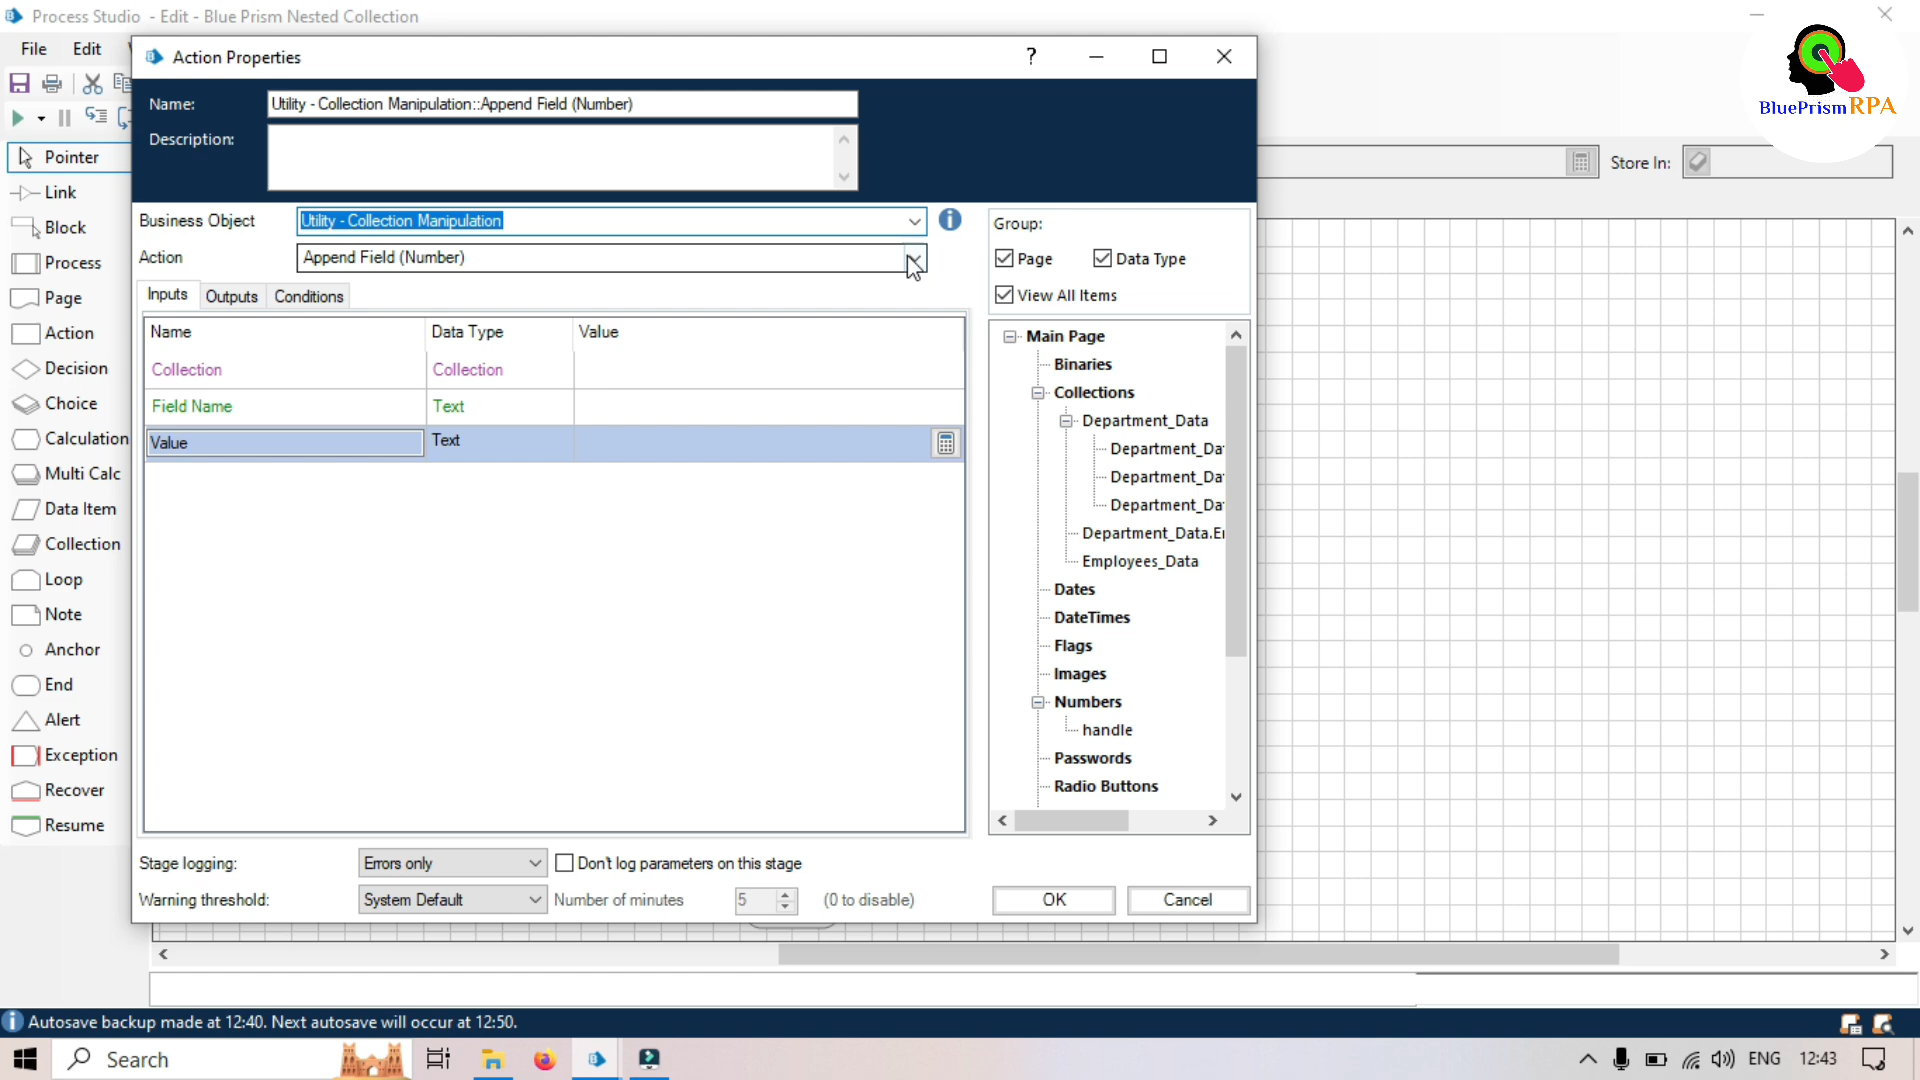 Process Studio - Edit - Blue Prism Nested Collection
File Edit
Action Properties
?
BluePrism RPA
Name: Utility - Collection Manipulation::Append Field (Number)
Description:
Store In:
Business Object Utility - Collection Manipulation
Action Append Field (Number)
Group:
Page Data Type
View All Items
Inputs Outputs Conditions
Name Data Type Value
Collection Collection
Field Name Text
Value Text
Main Page
Binaries
Collections
Department_Data
Department_Da
Department_Da
Department_Da
Department_Data.
Employees_Data
Dates
DateTimes
Flags
Images
Numbers
handle
Passwords
Radio Buttons
Pointer
Link
Block
Process
Page
Action
Decision
Choice
Calculation
Multi Calc
Data Item
Collection
Loop
Note
Anchor
End
Alert
Exception
Recover
Resume
Stage logging: Errors only Don't log parameters on this stage
Warning threshold: System Default Number of minutes 5 (0 to disable)
OK Cancel
Autosave backup made at 12:40. Next autosave will occur at 12:50.
Search
ENG 12:43